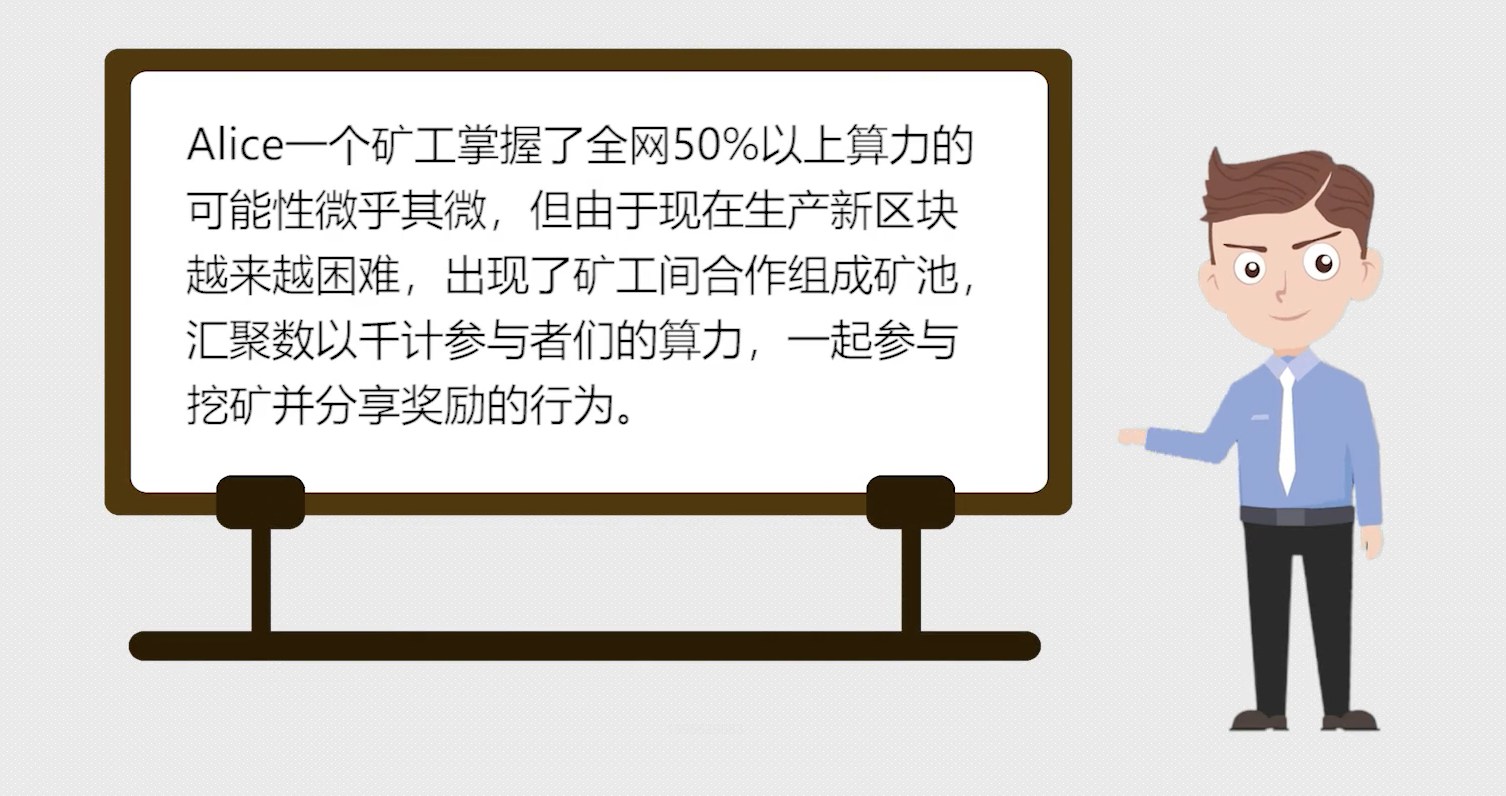 Alice一个矿工掌握了全网50%以上算力的
可能性微乎其微，但由于现在生产新区块
越来越困难，出现了矿工间合作组成矿池，
汇聚数以千计参与者们的算力，一起参与
挖矿并分享奖励的行为。